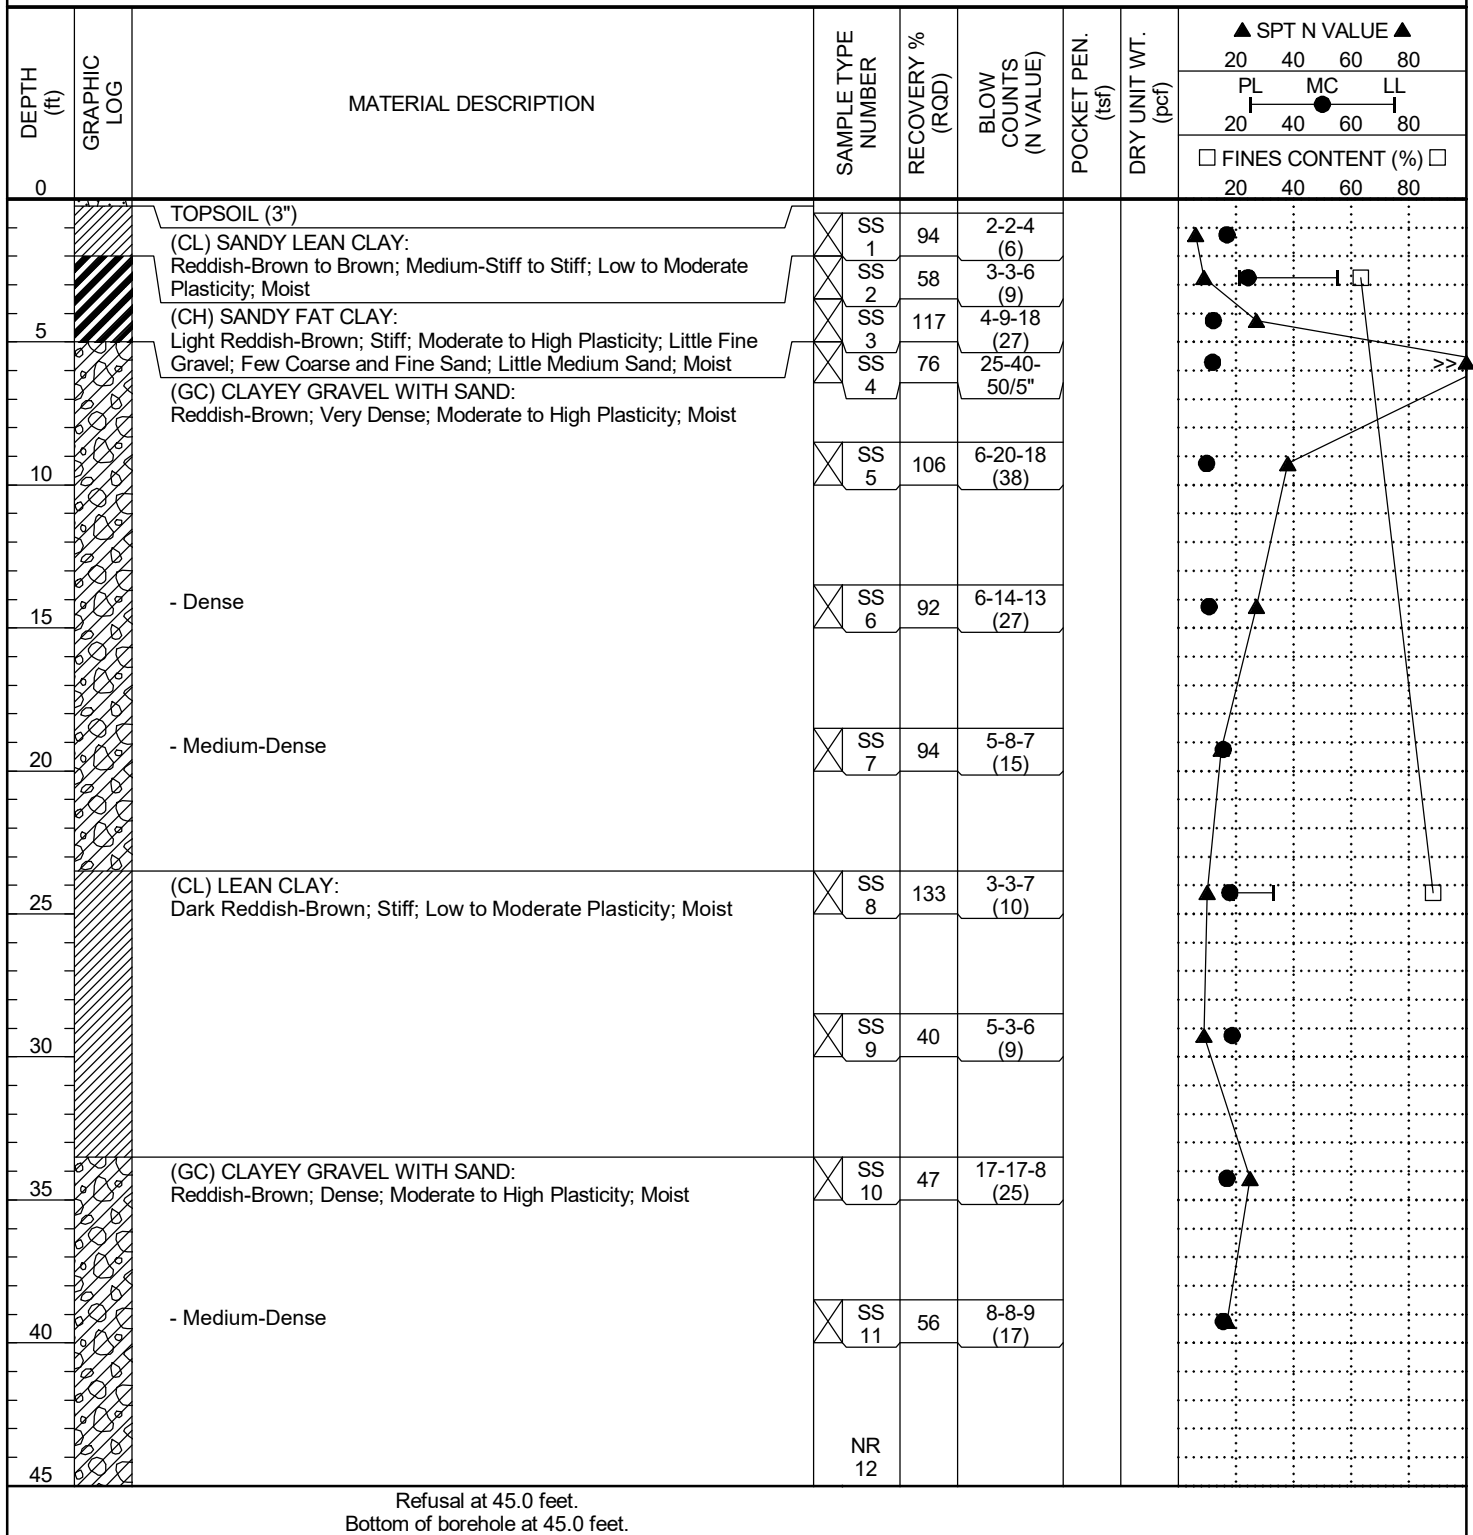 DEPTH
(ft)
GRAPHIC
LOG
MATERIAL DESCRIPTION
SAMPLE TYPE
NUMBER
RECOVERY %
(RQD)
BLOW
COUNTS
(N VALUE)
POCKET PEN.
(tsf)
DRY UNIT WT.
(pcf)
▲ SPT N VALUE ▲
20 40 60 80
PL MC LL
20 40 60 80
□ FINES CONTENT (%) □
20 40 60 80
0
TOPSOIL (3")
(CL) SANDY LEAN CLAY:
Reddish-Brown to Brown; Medium-Stiff to Stiff; Low to Moderate
Plasticity; Moist
SS
1
94
2-2-4
(6)
SS
2
58
3-3-6
(9)
(CH) SANDY FAT CLAY:
Light Reddish-Brown; Stiff; Moderate to High Plasticity; Little Fine
Gravel; Few Coarse and Fine Sand; Little Medium Sand; Moist
SS
3
117
4-9-18
(27)
5
SS
4
76
25-40-
50/5"
>>
(GC) CLAYEY GRAVEL WITH SAND:
Reddish-Brown; Very Dense; Moderate to High Plasticity; Moist
SS
5
106
6-20-18
(38)
10
- Dense
SS
6
92
6-14-13
(27)
15
- Medium-Dense
SS
7
94
5-8-7
(15)
20
(CL) LEAN CLAY:
Dark Reddish-Brown; Stiff; Low to Moderate Plasticity; Moist
SS
8
133
3-3-7
(10)
25
SS
9
40
5-3-6
(9)
30
(GC) CLAYEY GRAVEL WITH SAND:
Reddish-Brown; Dense; Moderate to High Plasticity; Moist
SS
10
47
17-17-8
(25)
35
- Medium-Dense
SS
11
56
8-8-9
(17)
40
NR
12
45
Refusal at 45.0 feet.
Bottom of borehole at 45.0 feet.